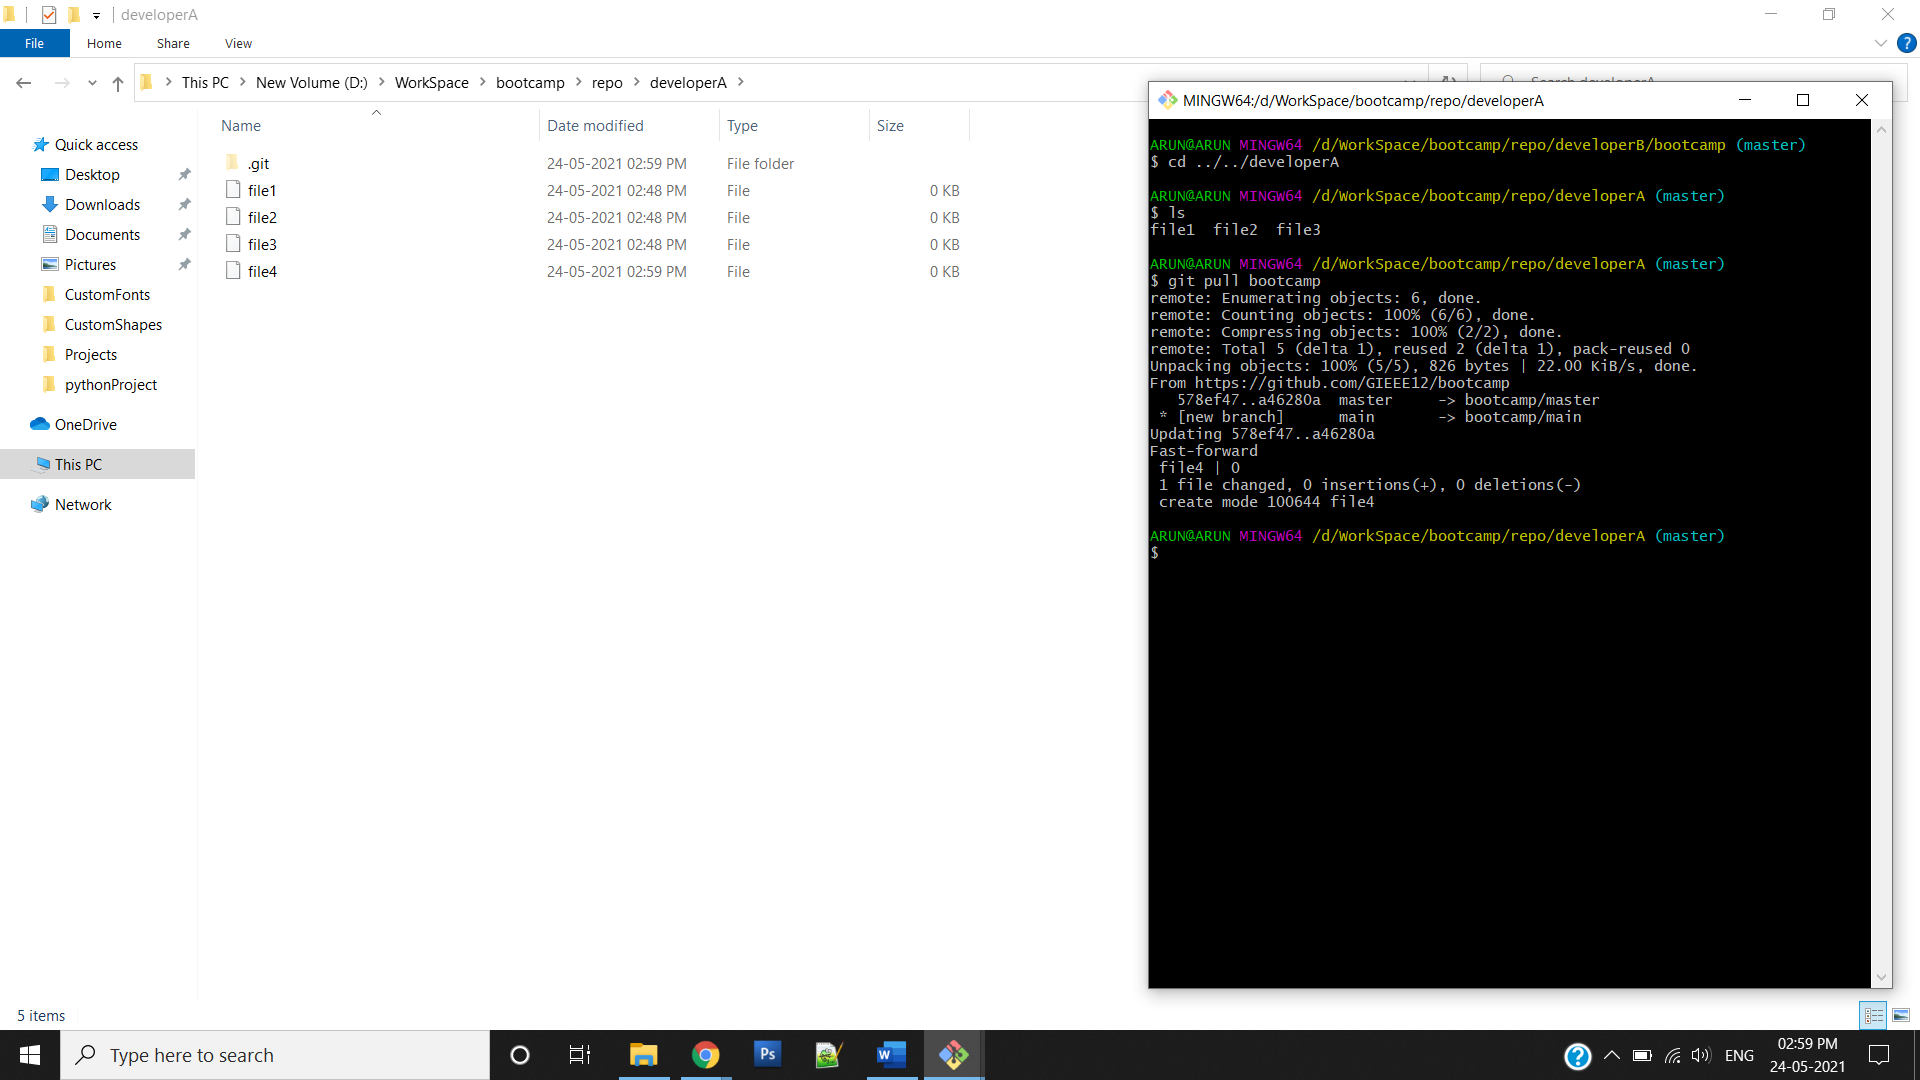 developerA
File Home Share View
This PC New Volume (D:) WorkSpace bootcamp repo developerA
Name Date modified Type Size
.git 24-05-2021 02:59 PM File folder
file1 24-05-2021 02:48 PM File 0 KB
file2 24-05-2021 02:48 PM File 0 KB
file3 24-05-2021 02:48 PM File 0 KB
file4 24-05-2021 02:59 PM File 0 KB
Quick access
Desktop
Downloads
Documents
Pictures
CustomFonts
CustomShapes
Projects
pythonProject
OneDrive
This PC
Network
5 items
MINGW64:/d/WorkSpace/bootcamp/repo/developerA
ARUN@ARUN MINGW64 /d/WorkSpace/bootcamp/repo/developerB/bootcamp (master)
$ cd ../../developerA
ARUN@ARUN MINGW64 /d/WorkSpace/bootcamp/repo/developerA (master)
$ ls
file1  file2  file3
ARUN@ARUN MINGW64 /d/WorkSpace/bootcamp/repo/developerA (master)
$ git pull bootcamp
remote: Enumerating objects: 6, done.
remote: Counting objects: 100% (6/6), done.
remote: Compressing objects: 100% (2/2), done.
remote: Total 5 (delta 1), reused 2 (delta 1), pack-reused 0
Unpacking objects: 100% (5/5), 826 bytes | 22.00 KiB/s, done.
From https://github.com/GIEEE12/bootcamp
   578ef47..a46280a  master     -> bootcamp/master
 * [new branch]      main       -> bootcamp/main
Updating 578ef47..a46280a
Fast-forward
 file4 | 0
 1 file changed, 0 insertions(+), 0 deletions(-)
 create mode 100644 file4
ARUN@ARUN MINGW64 /d/WorkSpace/bootcamp/repo/developerA (master)
$
Type here to search
Ps
W
ENG
02:59 PM
24-05-2021